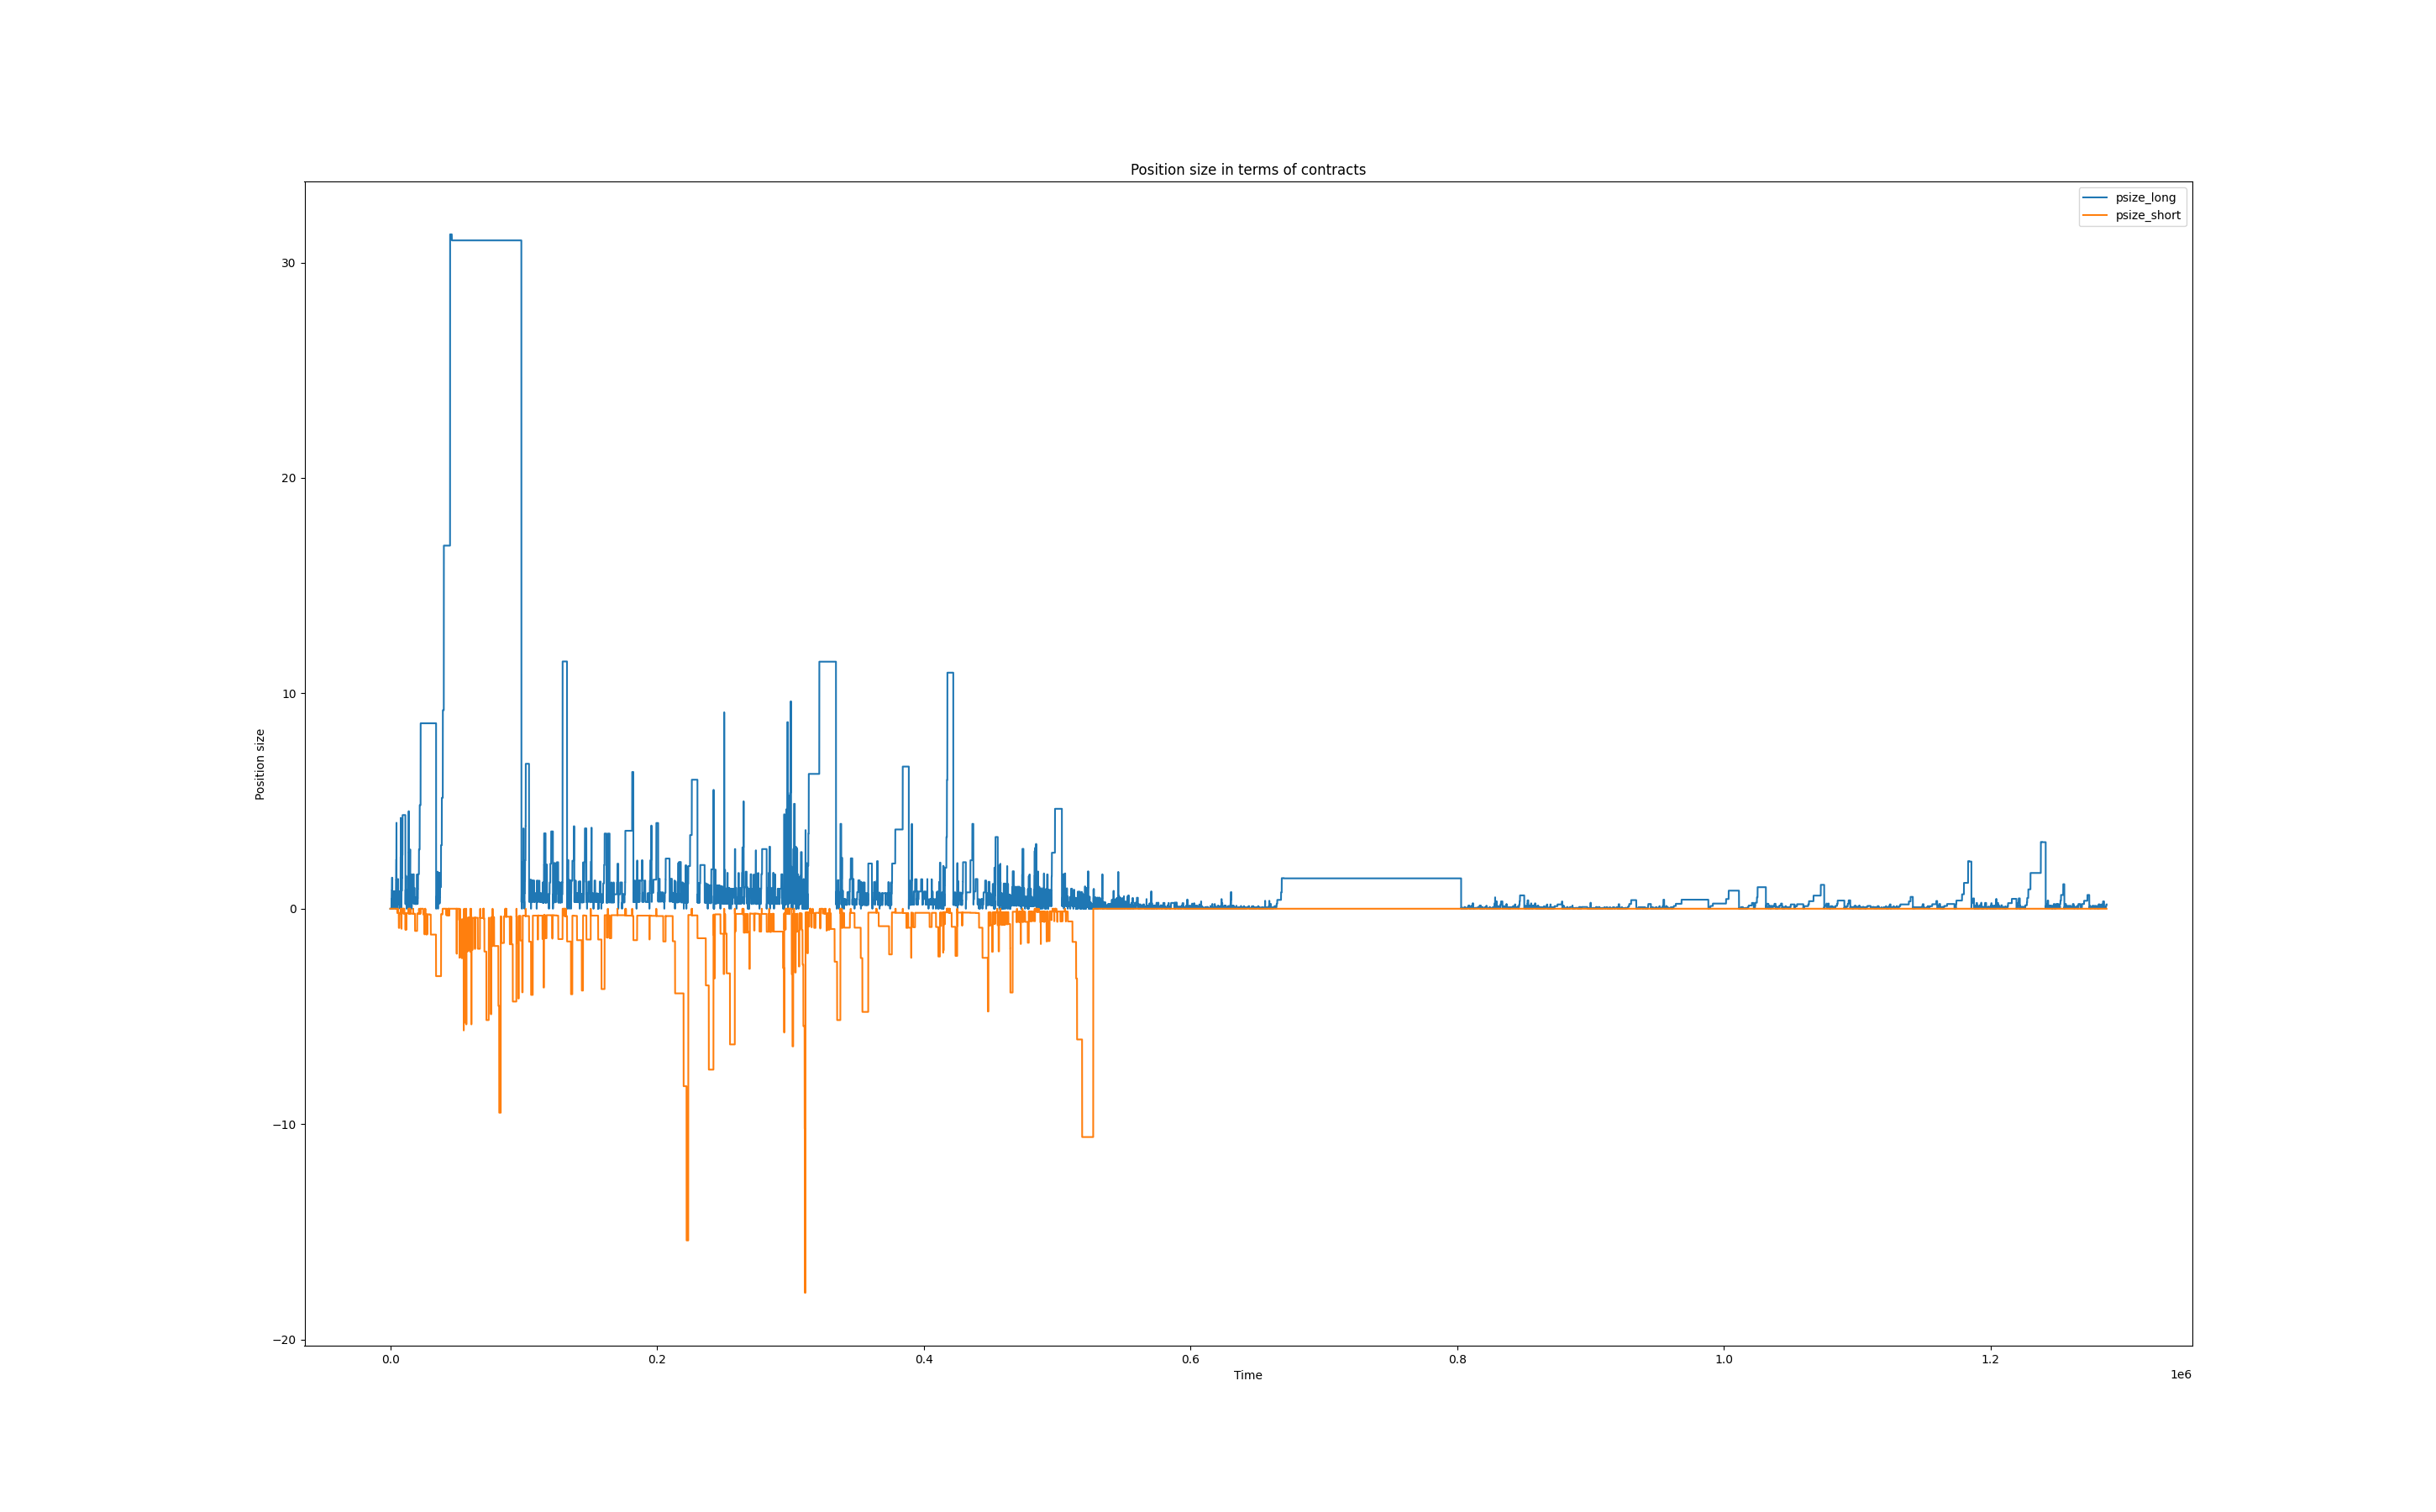 Position size in terms of contracts
psize_long
psize_short
Position size
30
20
10
0
−10
−20
0.0
0.2
0.4
0.6
0.8
1.0
1.2
1e6
Time